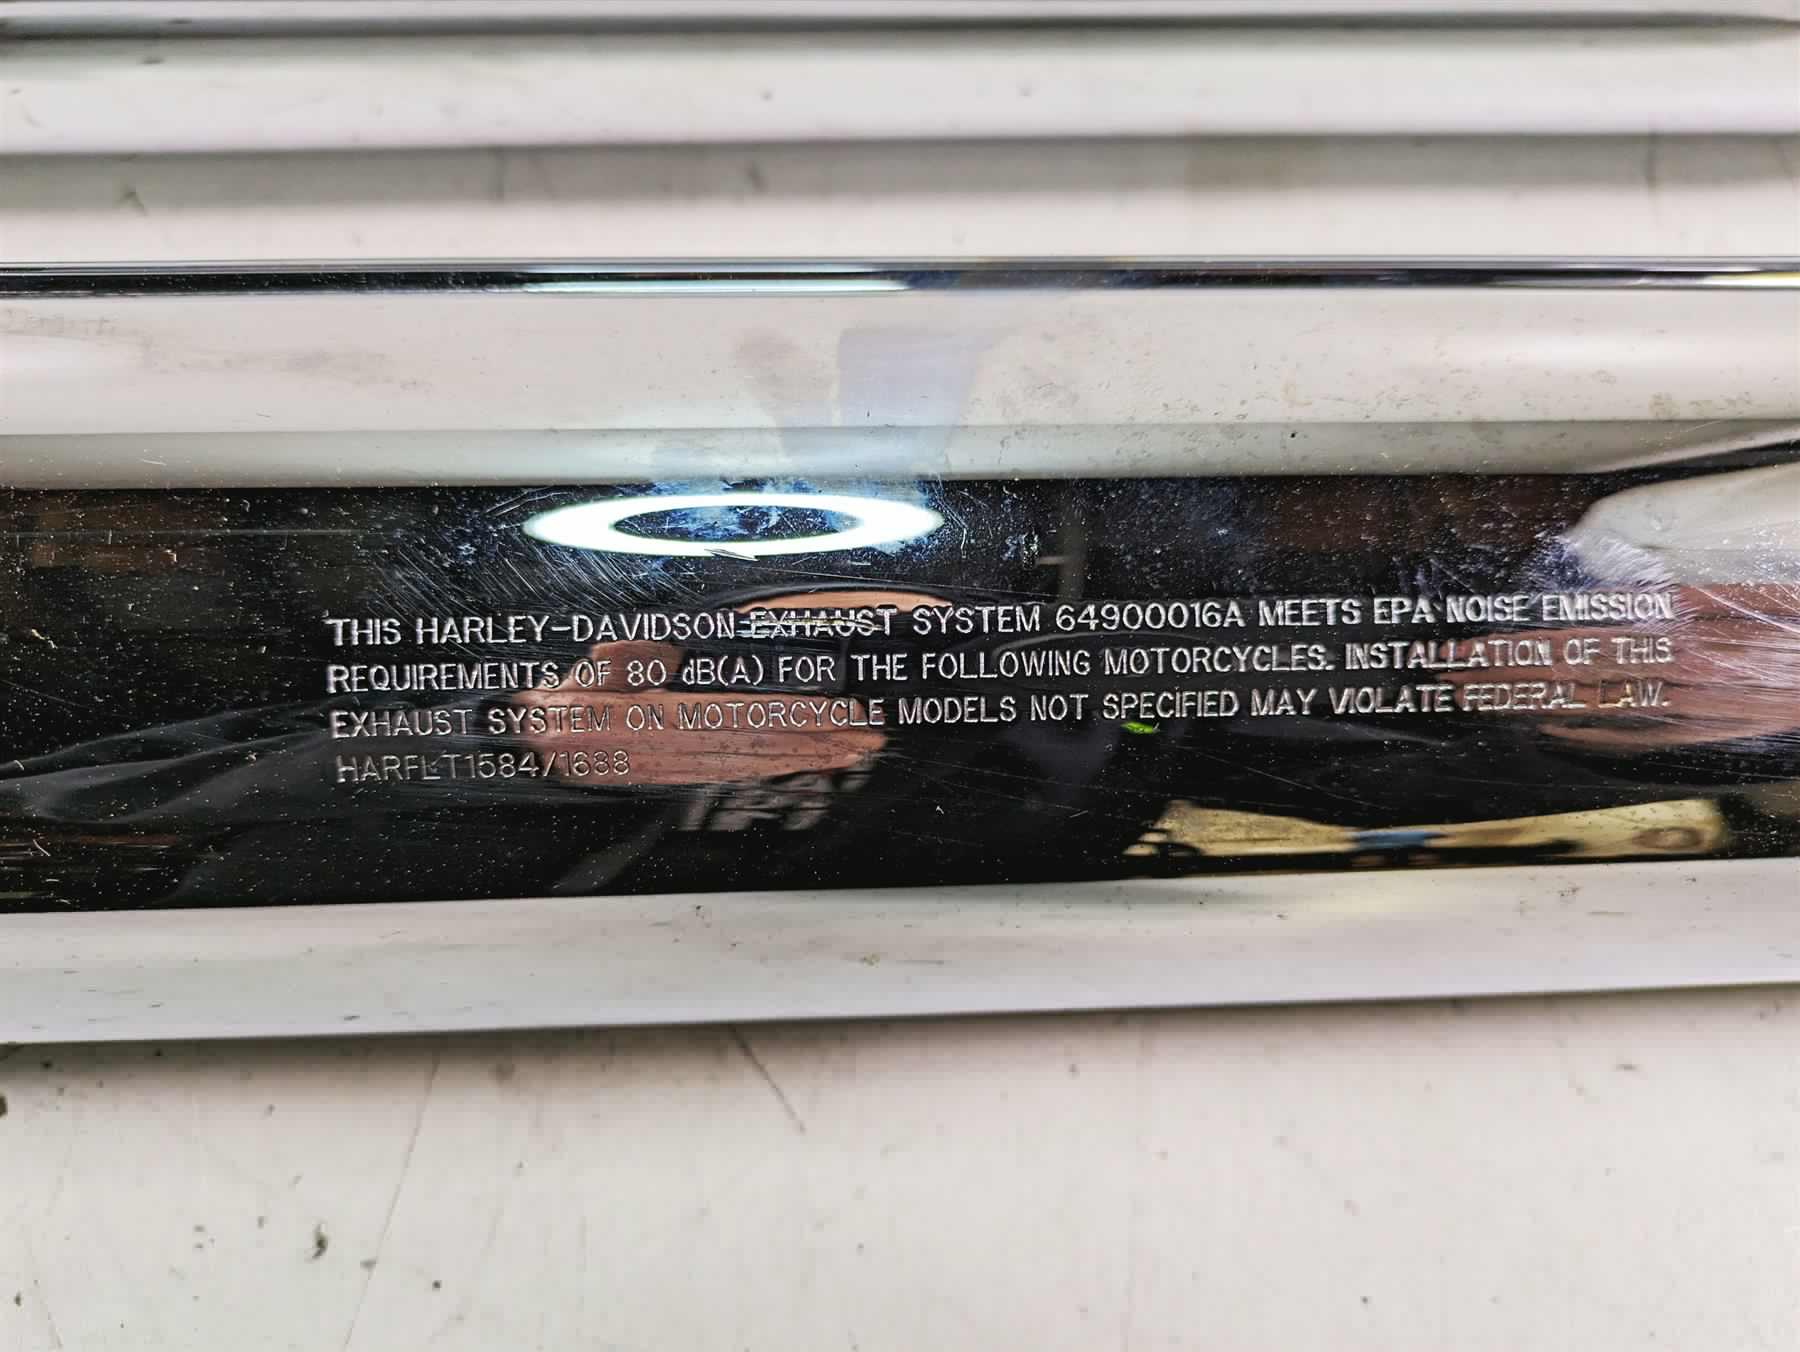 THIS HARLEY-DAVIDSON EXHAUST SYSTEM 64900016A MEETS EPA NOISE EMISSION
REQUIREMENTS OF 80 dB(A) FOR THE FOLLOWING MOTORCYCLES. INSTALLATION OF THIS
EXHAUST SYSTEM ON MOTORCYCLE MODELS NOT SPECIFIED MAY VIOLATE FEDERAL LAW.
HARFLT1584/1688